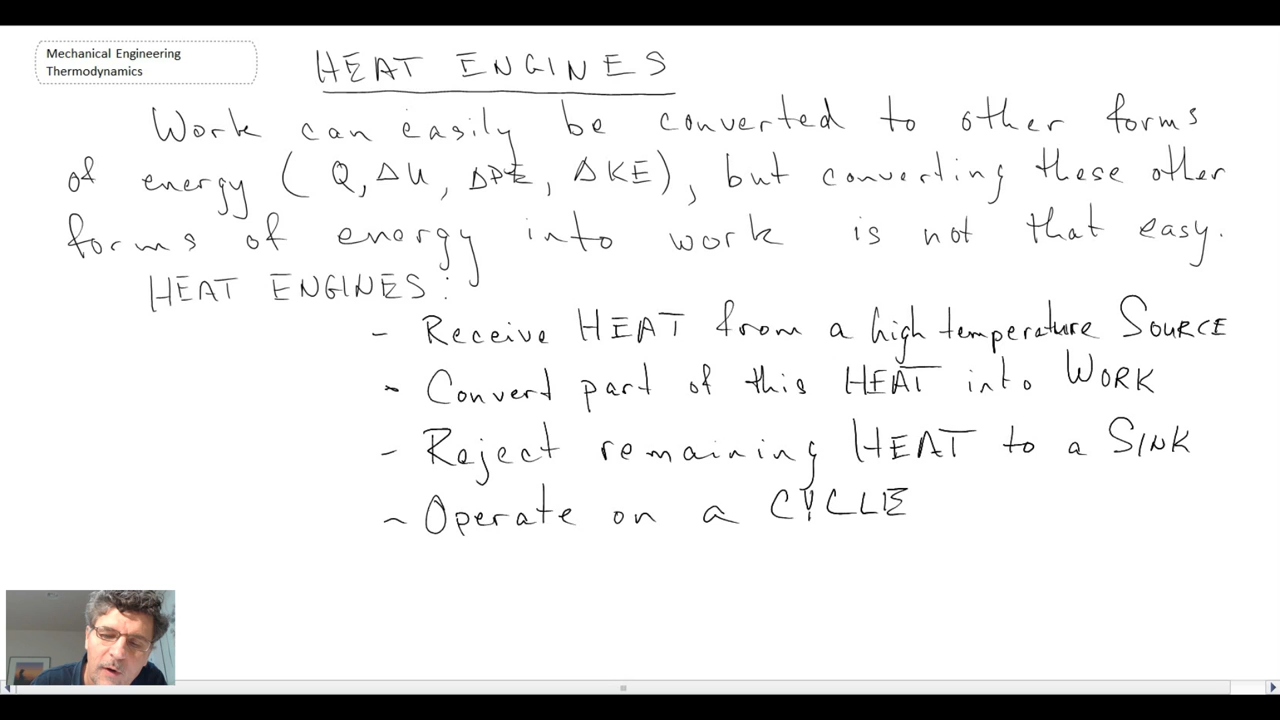 Mechanical Engineering
Thermodynamics
HEAT ENGINES
Work can easily be converted to other forms
of energy ( Q, ΔU, ΔPE, ΔKE), but converting these other
forms of energy into work is not that easy.
HEAT ENGINES:
- Receive HEAT from a high temperature SOURCE
- Convert part of this HEAT into WORK
- Reject remaining HEAT to a SINK
- Operate on a CYCLE